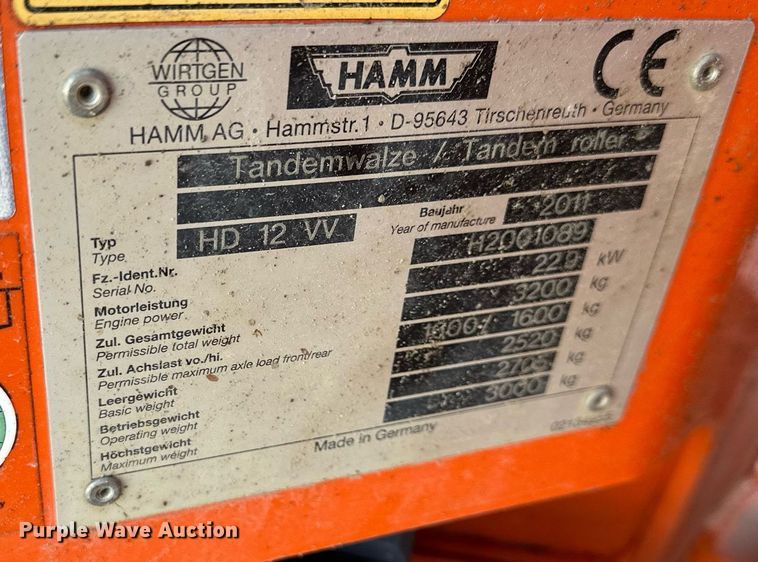 WIRTGEN
GROUP
HAMM
CE
HAMM AG · Hammstr.1 · D-95643 Tirschenreuth · Germany
Tandemwalze / Tandem roller
Typ
Type
HD 12 VV
Baujahr
Year of manufacture
2011
Fz.-Ident.Nr.
Serial No.
H2001089
Motorleistung
Engine power
22.9 kW
Zul. Gesamtgewicht
Permissible total weight
3200 kg
Zul. Achslast vo./hi.
Permissible maximum axle load front/rear
1600 / 1600 kg
Leergewicht
Basic weight
2520 kg
Betriebsgewicht
Operating weight
2705 kg
Höchstgewicht
Maximum weight
3000 kg
Made in Germany
Purple Wave Auction